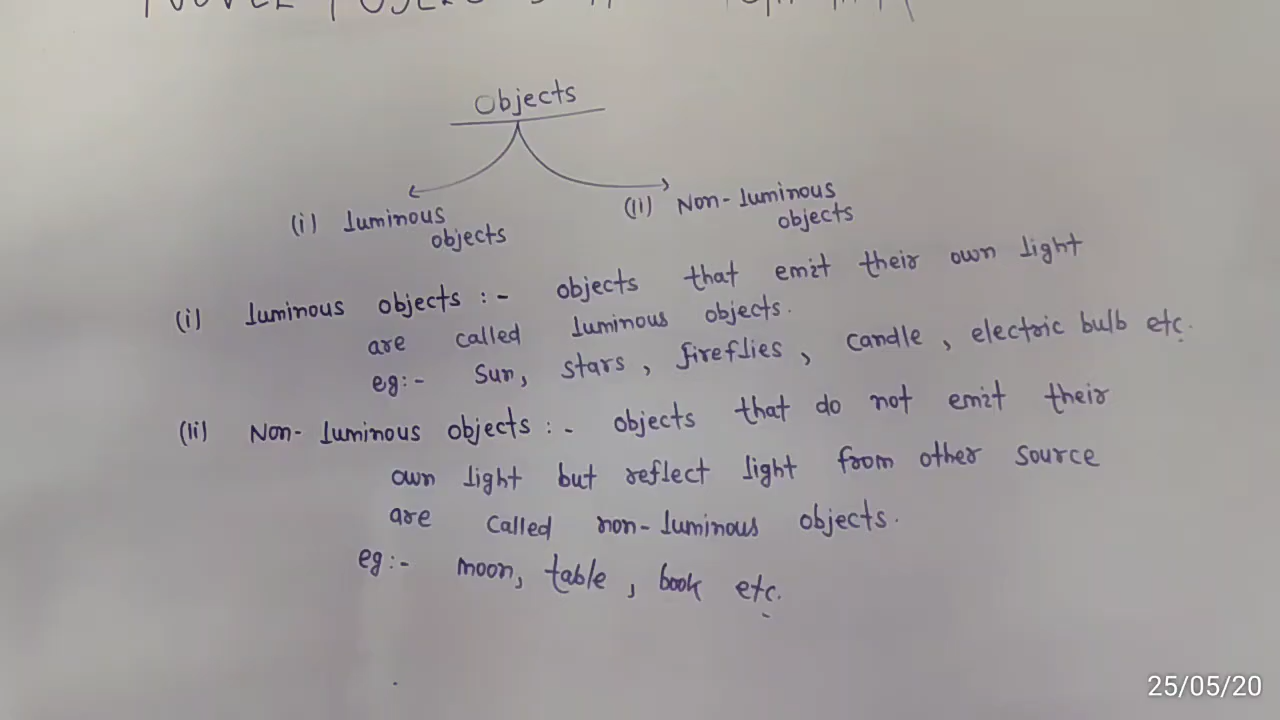 Objects
(i) luminous
objects
(ii) Non-luminous
objects
(i) luminous objects :- objects that emit their own light
are called luminous objects.
eg:- Sun, stars, fireflies, candle, electric bulb etc.
(ii) Non-luminous objects :- objects that do not emit their
own light but reflect light from other source
are called non-luminous objects.
eg:- moon, table, book etc.
25/05/20